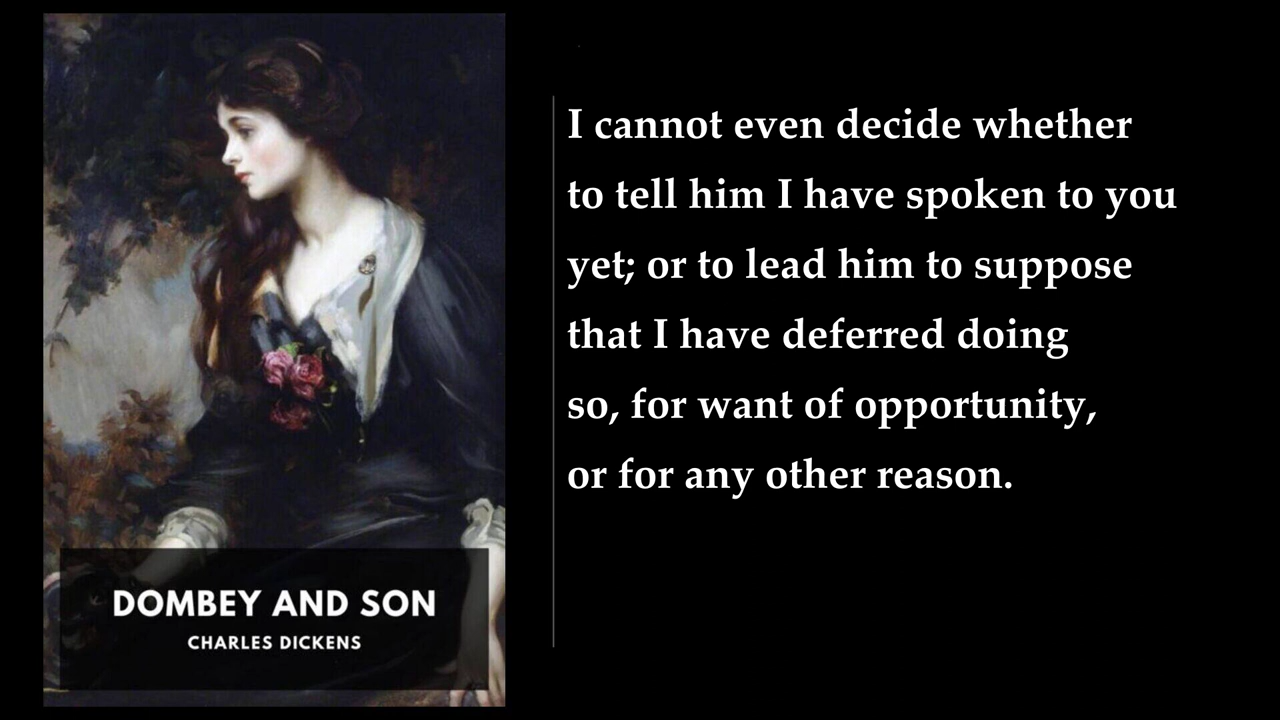 DOMBEY AND SON
CHARLES DICKENS
I cannot even decide whether
to tell him I have spoken to you
yet; or to lead him to suppose
that I have deferred doing
so, for want of opportunity,
or for any other reason.